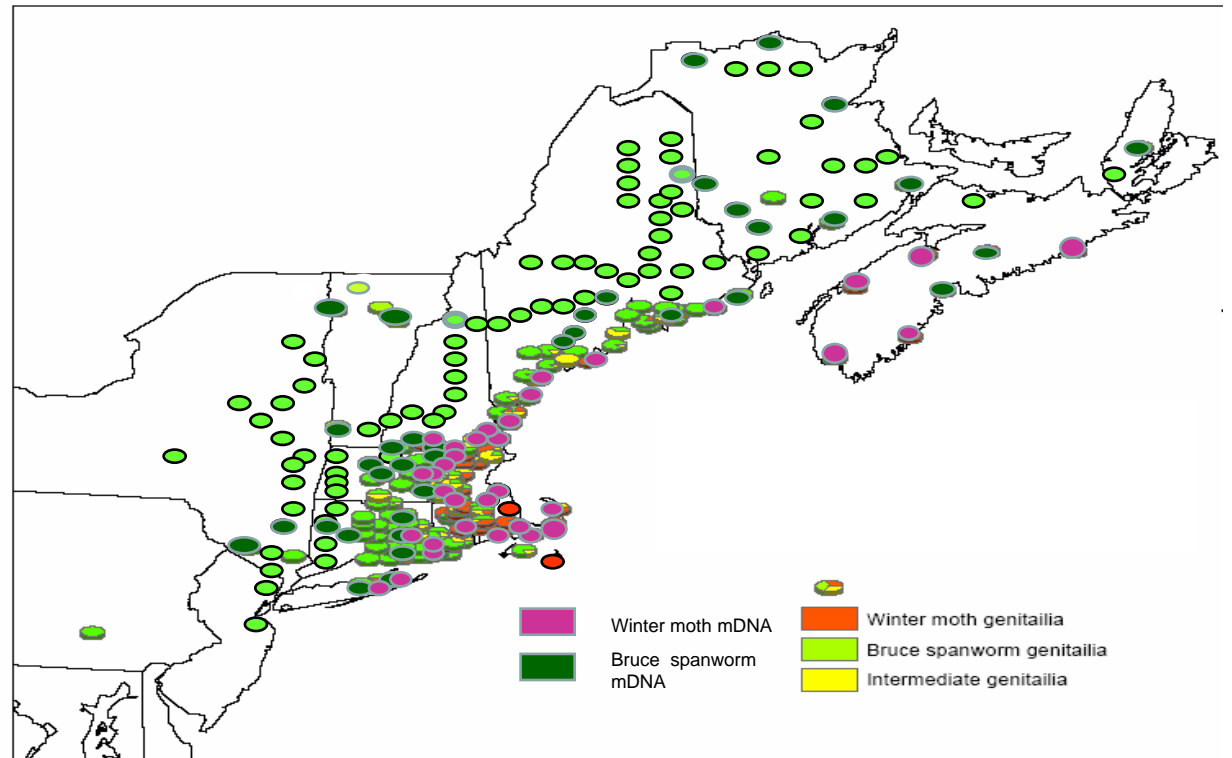 Winter moth mDNA
Bruce spanworm
mDNA
Winter moth genitailia
Bruce spanworm genitailia
Intermediate genitailia